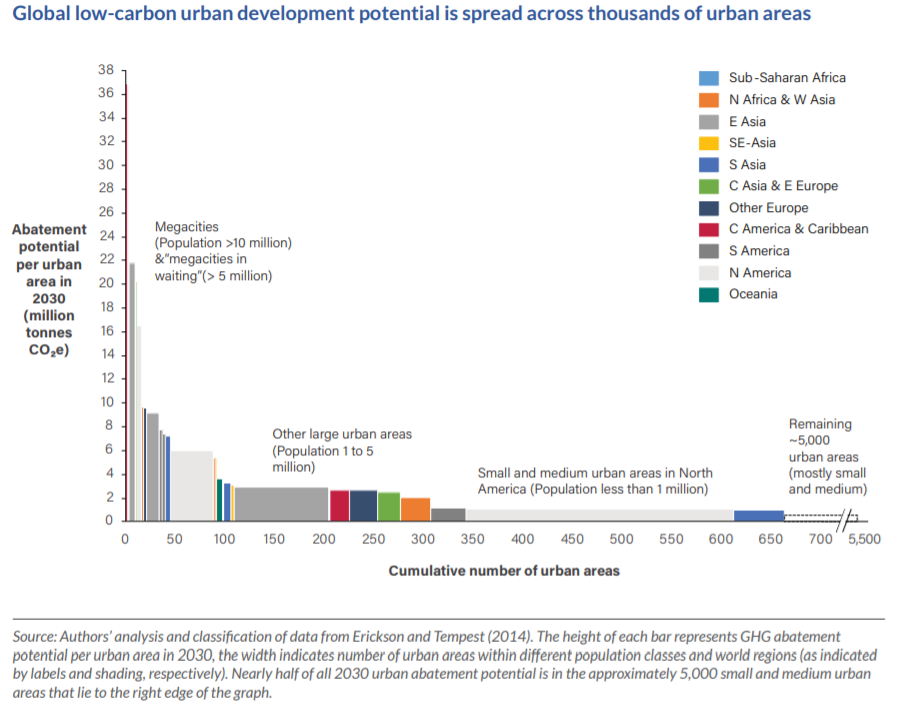 Global low-carbon urban development potential is spread across thousands of urban areas
38
36
34
32
30
28
26
24
22
20
18
16
14
12
10
8
6
4
2
0
Abatement
potential
per urban
area in
2030
(million
tonnes
CO₂e)
Megacities
(Population >10 million)
&"megacities in
waiting"(> 5 million)
Other large urban areas
(Population 1 to 5
million)
Small and medium urban areas in North
America (Population less than 1 million)
Remaining
~5,000
urban areas
(mostly small
and medium)
Sub-Saharan Africa
N Africa & W Asia
E Asia
SE-Asia
S Asia
C Asia & E Europe
Other Europe
C America & Caribbean
S America
N America
Oceania
0 50 100 150 200 250 300 350 400 450 500 550 600 650 700 5,500
Cumulative number of urban areas
Source: Authors' analysis and classification of data from Erickson and Tempest (2014). The height of each bar represents GHG abatement
potential per urban area in 2030, the width indicates number of urban areas within different population classes and world regions (as indicated
by labels and shading, respectively). Nearly half of all 2030 urban abatement potential is in the approximately 5,000 small and medium urban
areas that lie to the right edge of the graph.